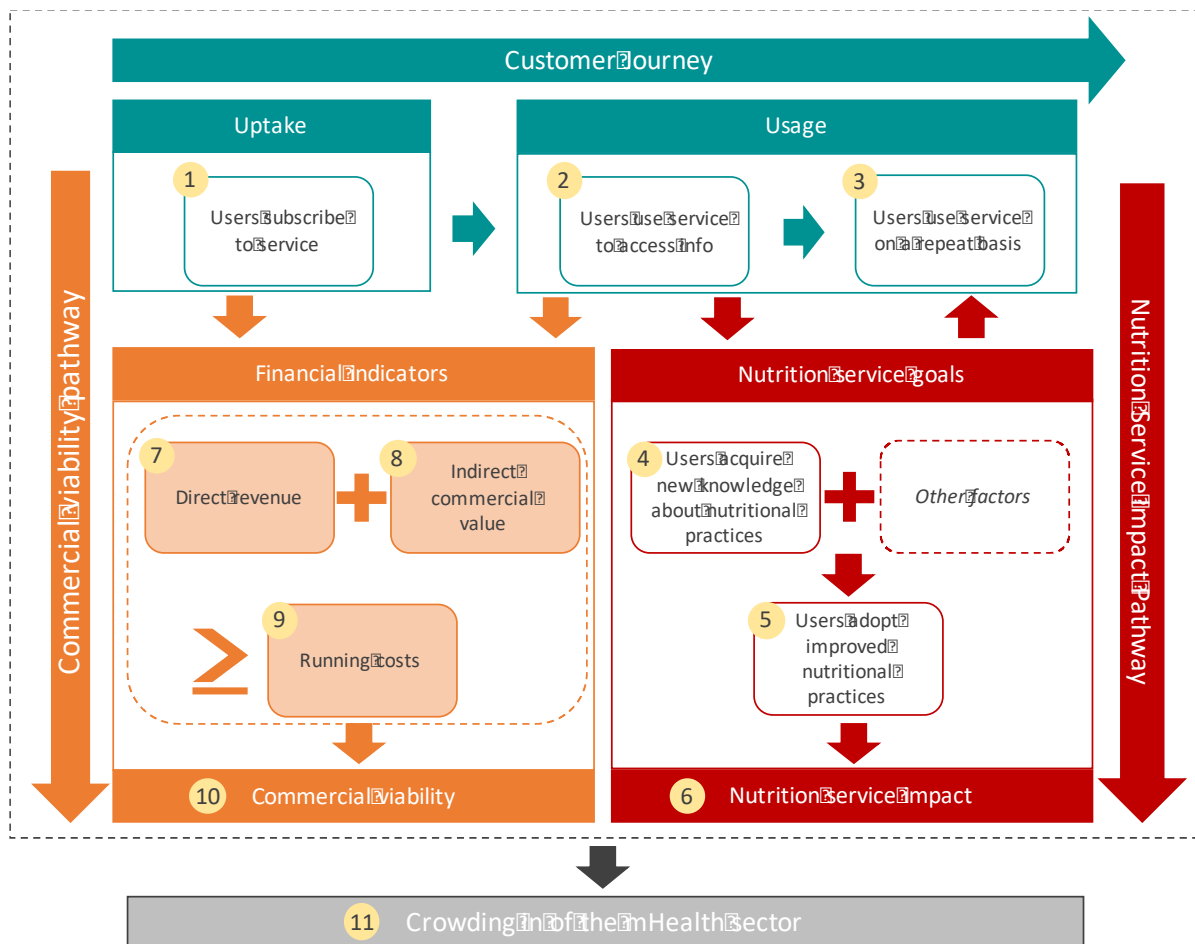 Customer Journey
Uptake
Usage
1
Users subscribe
to service
2
Users use service
to access info
3
Users use service
on a repeat basis
Commercial viability pathway
Nutrition Service Impact Pathway
Financial indicators
Nutrition service goals
7
Direct revenue
8
Indirect
commercial
value
4
Users acquire
new knowledge
about nutritional
practices
Other factors
9
Running costs
5
Users adopt
improved
nutritional
practices
10
Commercial viability
6
Nutrition service impact
11
Crowding in of the mHealth sector